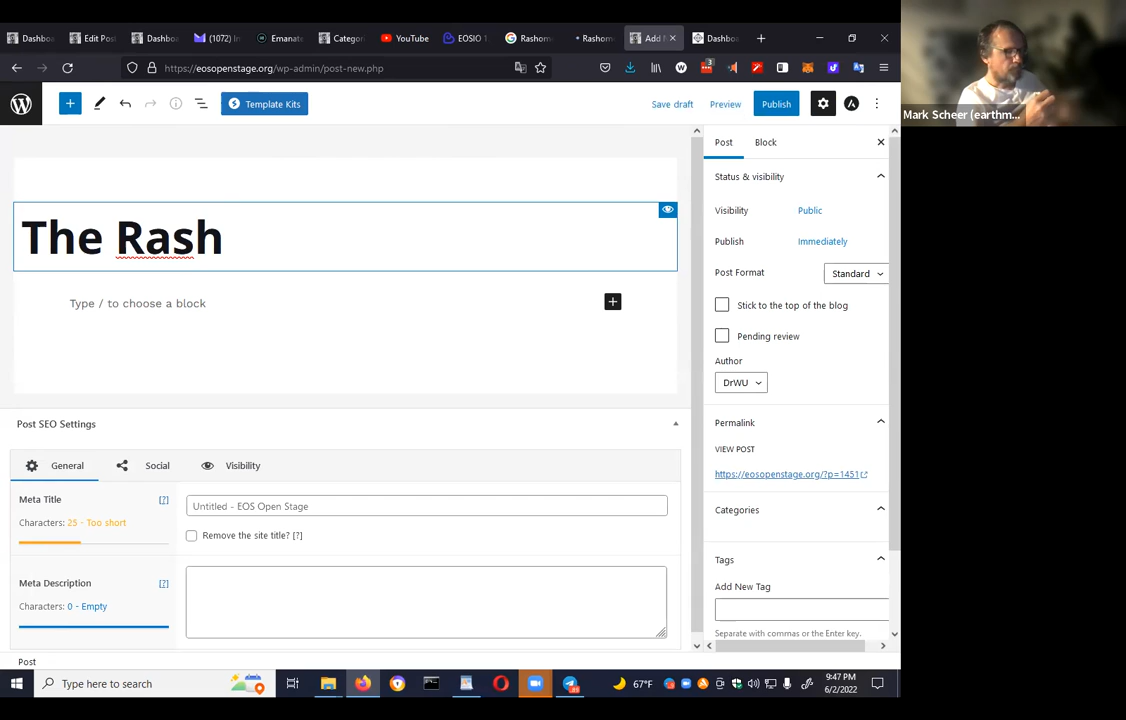 Dashboa
Edit Post
Dashboa
(1072) In
Emanate
Categori
YouTube
EOSIO 1
Rashom
Rashom
Add N
Dashbo
https://eosopenstage.org/wp-admin/post-new.php
3
Template Kits
Save draft
Preview
Publish
Mark Scheer (earthm...
Post
Block
Status & visibility
Visibility
Public
Publish
Immediately
Post Format
Standard
Stick to the top of the blog
Pending review
Author
DrWU
Permalink
VIEW POST
https://eosopenstage.org/?p=1451
Categories
Tags
Add New Tag
Separate with commas or the Enter key.
The Rash
Type / to choose a block
Post SEO Settings
General
Social
Visibility
Meta Title
[?]
Characters: 25 - Too short
Untitled - EOS Open Stage
Remove the site title? [?]
Meta Description
[?]
Characters: 0 - Empty
Post
Type here to search
67°F
9:47 PM
6/2/2022